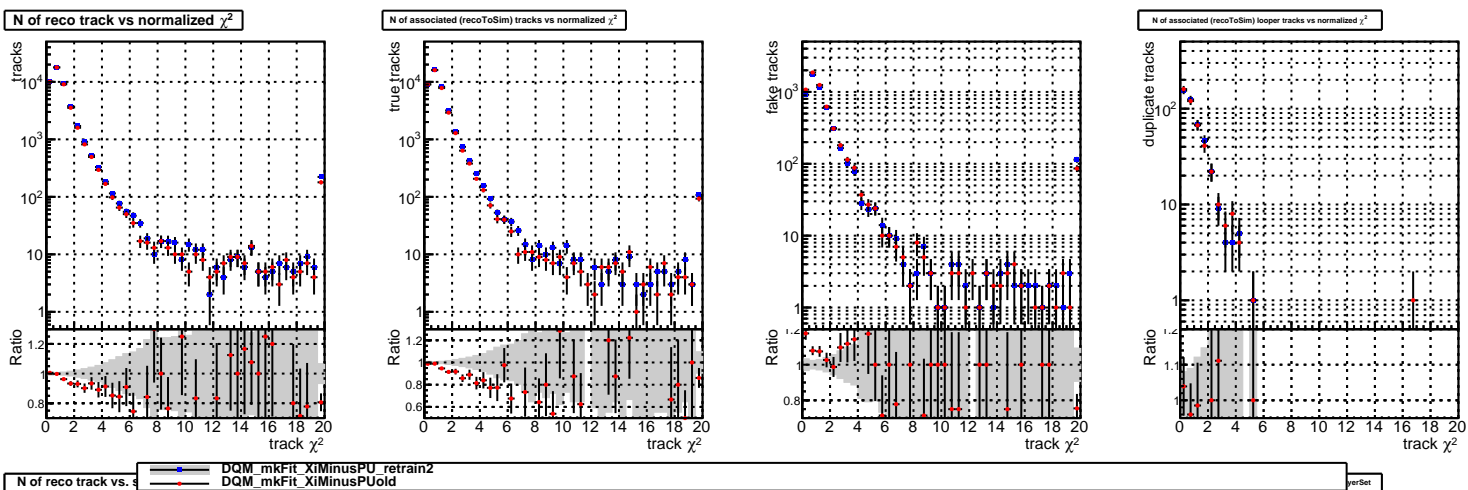 N of reco track vs normalized χ²
tracks
10⁴
10³
10²
10
1
Ratio
1.2
1
0.8
0 2 4 6 8 10 12 14 16 18 20
track χ²
N of associated (recoToSim) tracks vs normalized χ²
true tracks
10⁴
10³
10²
10
1
Ratio
1.2
1
0.8
0.6
0 2 4 6 8 10 12 14 16 18 20
track χ²
fake tracks
10³
10²
10
1
Ratio
1
0.8
0 2 4 6 8 10 12 14 16 18 20
track χ²
N of associated (recoToSim) looper tracks vs normalized χ²
duplicate tracks
10²
10
1
Ratio
1.1
1
0 2 4 6 8 10 12 14 16 18 20
track χ²
N of reco track vs. s
yerSet
DQM_mkFit_XiMinusPU_retrain2
DQM_mkFit_XiMinusPUold